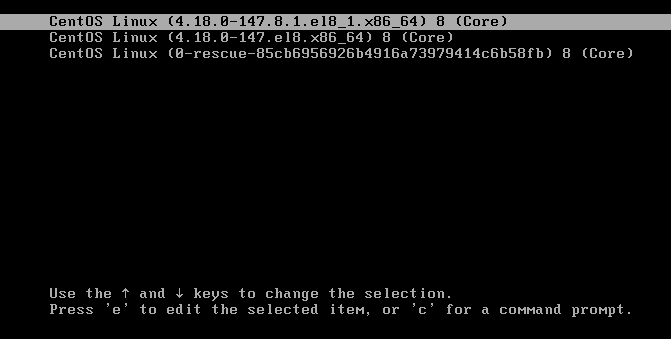 CentOS Linux (4.18.0-147.8.1.el8_1.x86_64) 8 (Core)
CentOS Linux (4.18.0-147.el8.x86_64) 8 (Core)
CentOS Linux (0-rescue-85cb6956926b4916a73979414c6b58fb) 8 (Core)
Use the ↑ and ↓ keys to change the selection.
Press 'e' to edit the selected item, or 'c' for a command prompt.